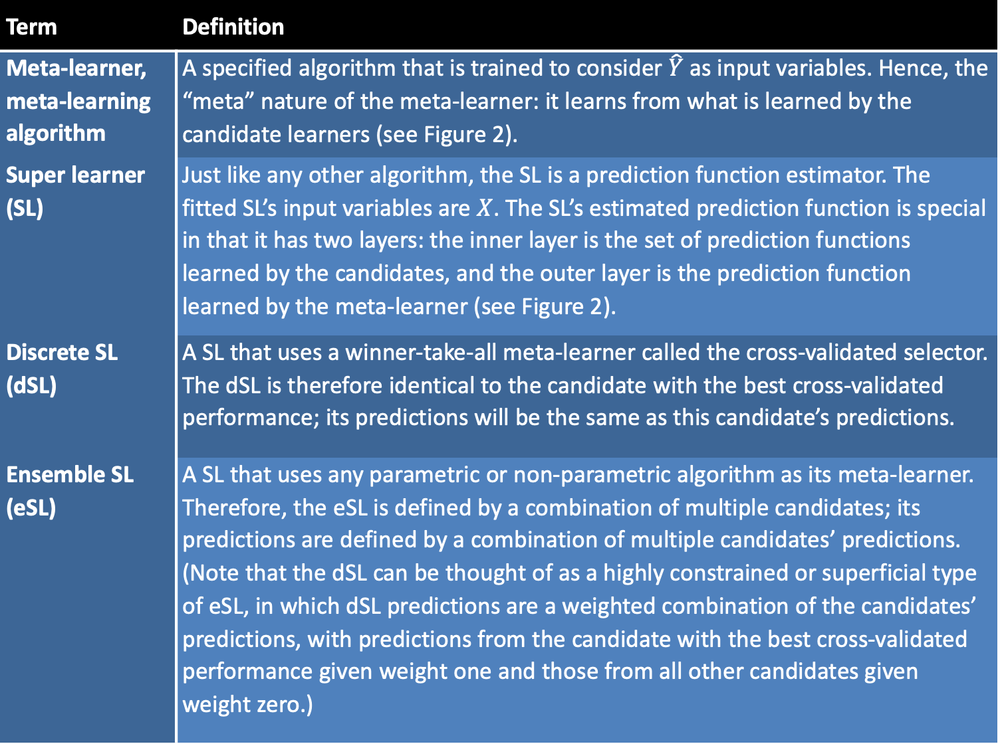 Term
Definition
Meta-learner,
meta-learning
algorithm
A specified algorithm that is trained to consider Ŷ as input variables. Hence, the
“meta” nature of the meta-learner: it learns from what is learned by the
candidate learners (see Figure 2).
Super learner
(SL)
Just like any other algorithm, the SL is a prediction function estimator. The
fitted SL’s input variables are X. The SL’s estimated prediction function is special
in that it has two layers: the inner layer is the set of prediction functions
learned by the candidates, and the outer layer is the prediction function
learned by the meta-learner (see Figure 2).
Discrete SL
(dSL)
A SL that uses a winner-take-all meta-learner called the cross-validated selector.
The dSL is therefore identical to the candidate with the best cross-validated
performance; its predictions will be the same as this candidate’s predictions.
Ensemble SL
(eSL)
A SL that uses any parametric or non-parametric algorithm as its meta-learner.
Therefore, the eSL is defined by a combination of multiple candidates; its
predictions are defined by a combination of multiple candidates’ predictions.
(Note that the dSL can be thought of as a highly constrained or superficial type
of eSL, in which dSL predictions are a weighted combination of the candidates’
predictions, with predictions from the candidate with the best cross-validated
performance given weight one and those from all other candidates given
weight zero.)